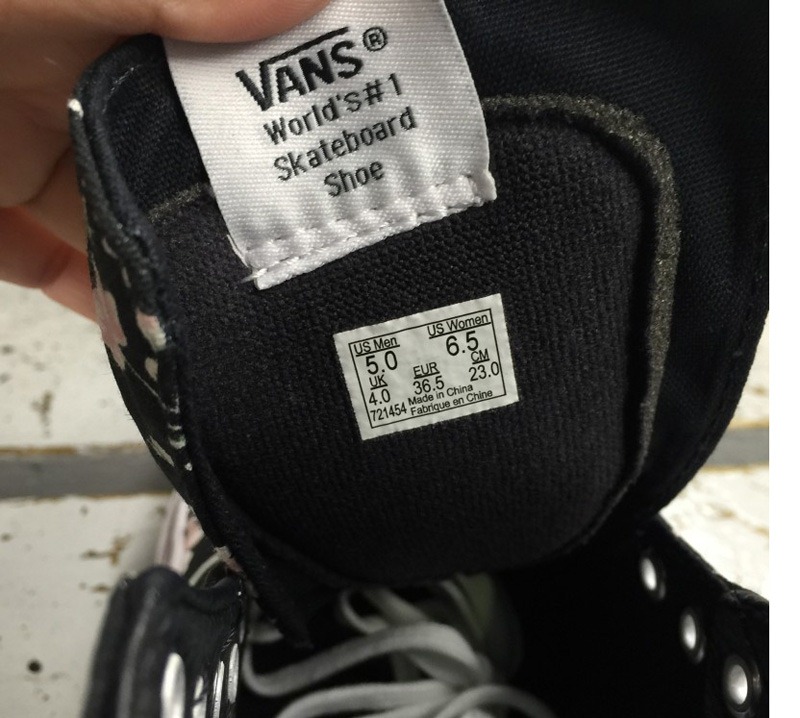 VANS®
World's #1
Skateboard
Shoe
US Men US Women
5.0 6.5
UK EUR CM
4.0 36.5 23.0
721454 Made in China
Fabrique en Chine